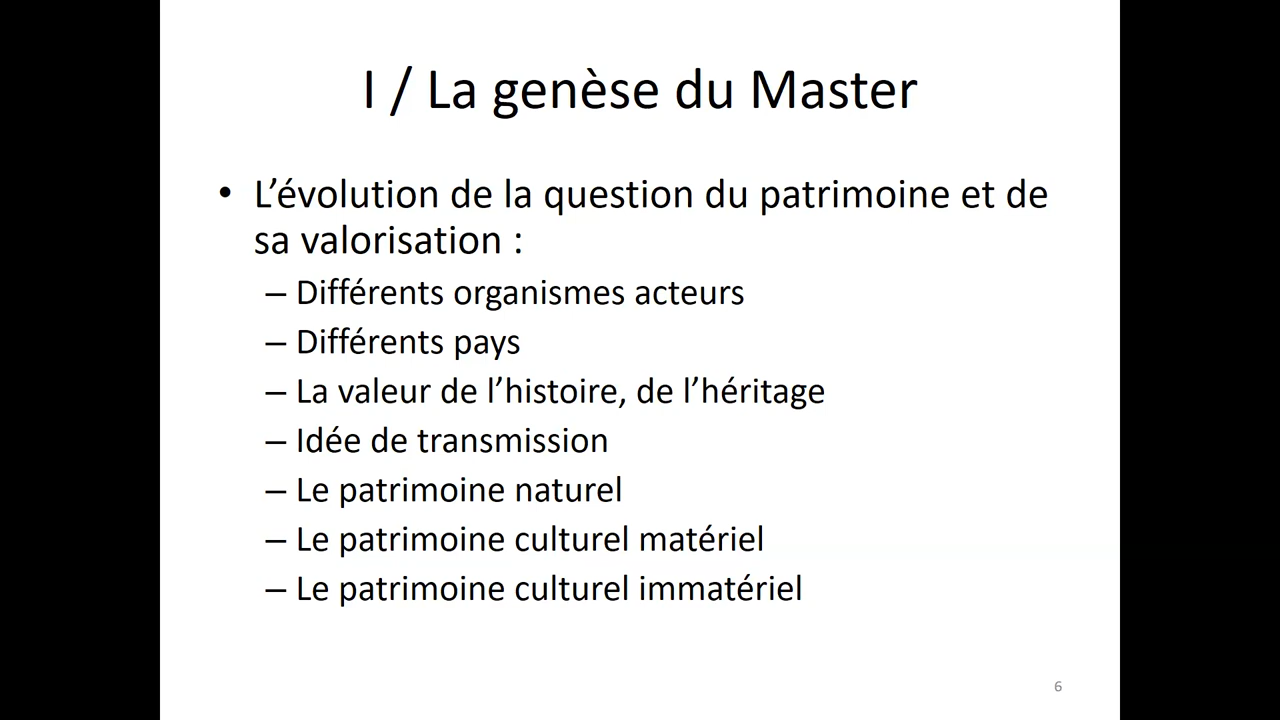 I / La genèse du Master
• L’évolution de la question du patrimoine et de
sa valorisation :
– Différents organismes acteurs
– Différents pays
– La valeur de l’histoire, de l’héritage
– Idée de transmission
– Le patrimoine naturel
– Le patrimoine culturel matériel
– Le patrimoine culturel immatériel
6